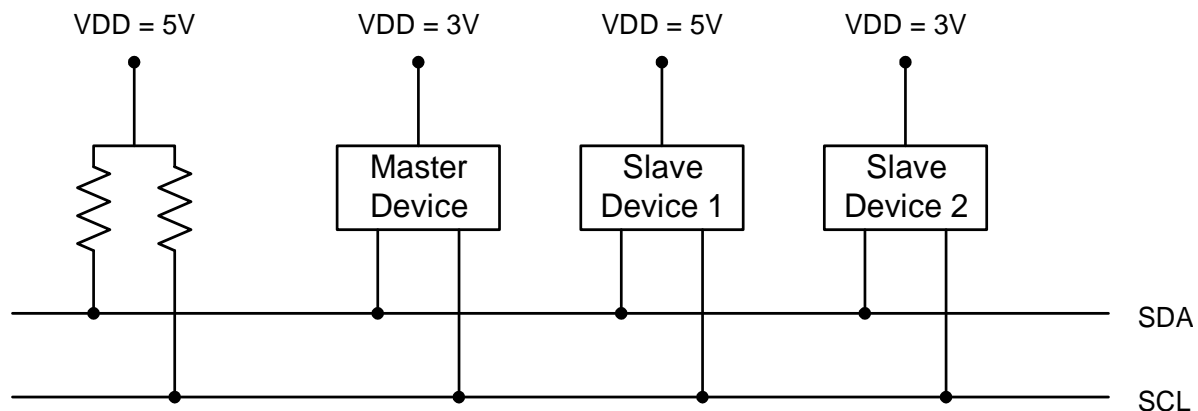 VDD = 5V
VDD = 3V
VDD = 5V
VDD = 3V
Master
Device
Slave
Device 1
Slave
Device 2
SDA
SCL